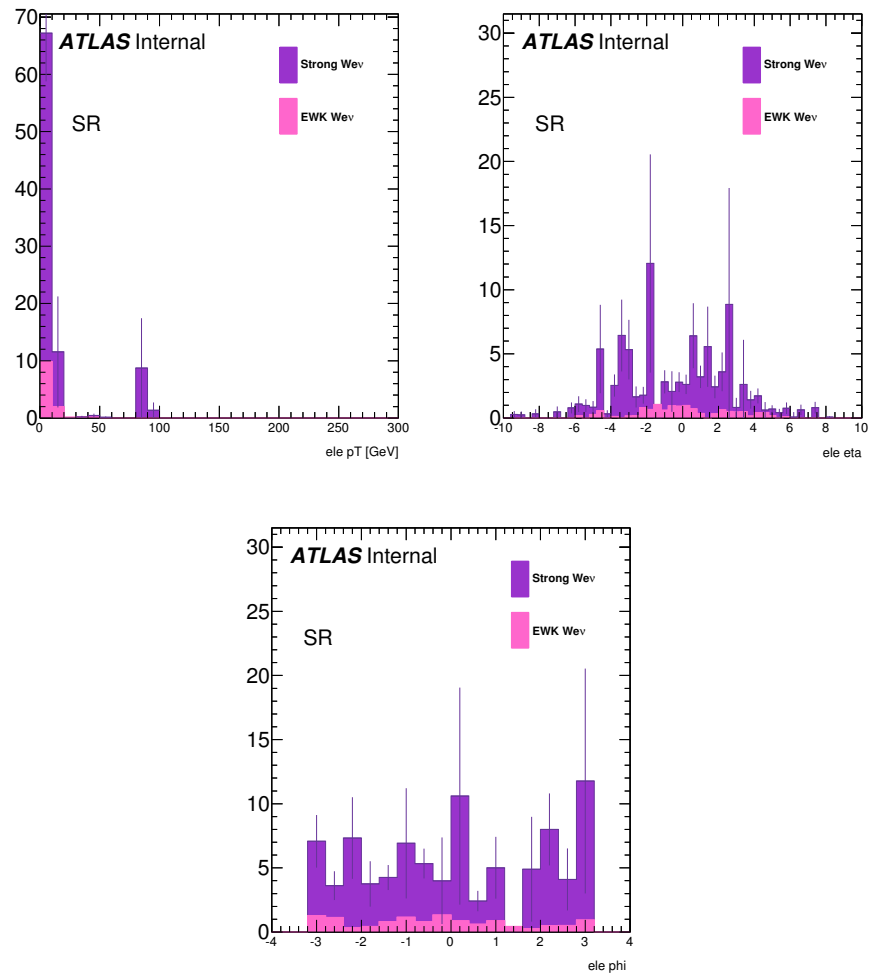 70
60
50
40
30
20
10
0
ATLAS Internal
SR
Strong Weν
EWK Weν
0 50 100 150 200 250 300
ele pT [GeV]
30
25
20
15
10
5
0
ATLAS Internal
SR
Strong Weν
EWK Weν
-10 -8 -6 -4 -2 0 2 4 6 8 10
ele eta
30
25
20
15
10
5
0
ATLAS Internal
SR
Strong Weν
EWK Weν
-4 -3 -2 -1 0 1 2 3 4
ele phi